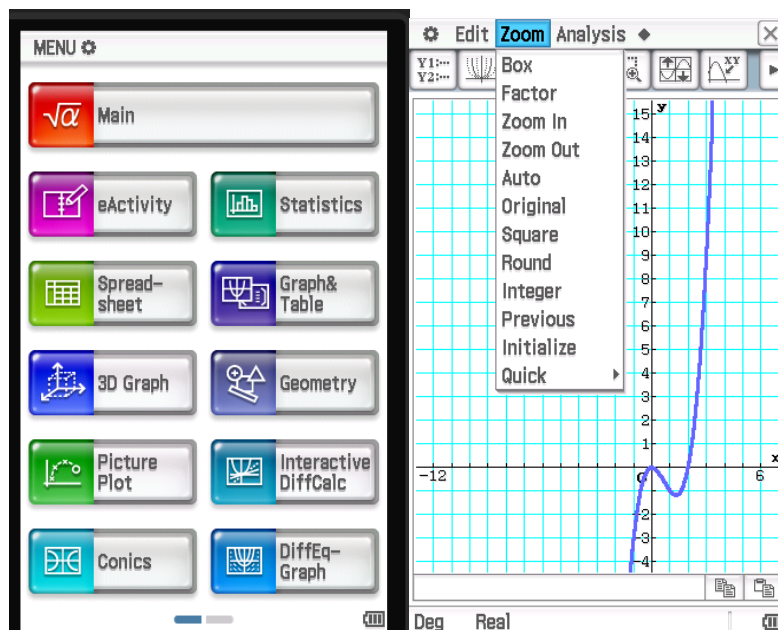 MENU
√α Main
eActivity
Statistics
Spread-
sheet
Graph&
Table
3D Graph
Geometry
Picture
Plot
Interactive
DiffCalc
Conics
DiffEq-
Graph
Edit Zoom Analysis
Y1:…
Y2:…
XY
Box
Factor
Zoom In
Zoom Out
Auto
Original
Square
Round
Integer
Previous
Initialize
Quick
y
15
14
13
12
11
10
9
8
7
6
5
4
3
2
1
x
-12
6
-2
-3
-4
Deg Real